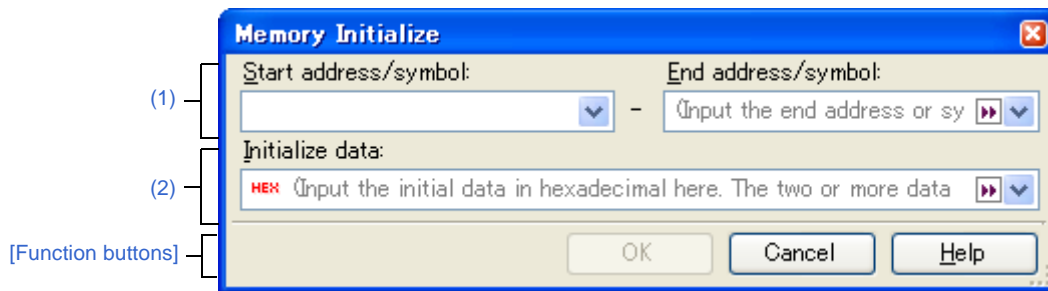 Memory Initialize
Start address/symbol: End address/symbol:
(1)
- (Input the end address or sy
Initialize data:
(2)
HEX (Input the initial data in hexadecimal here. The two or more data
[Function buttons]
OK Cancel Help